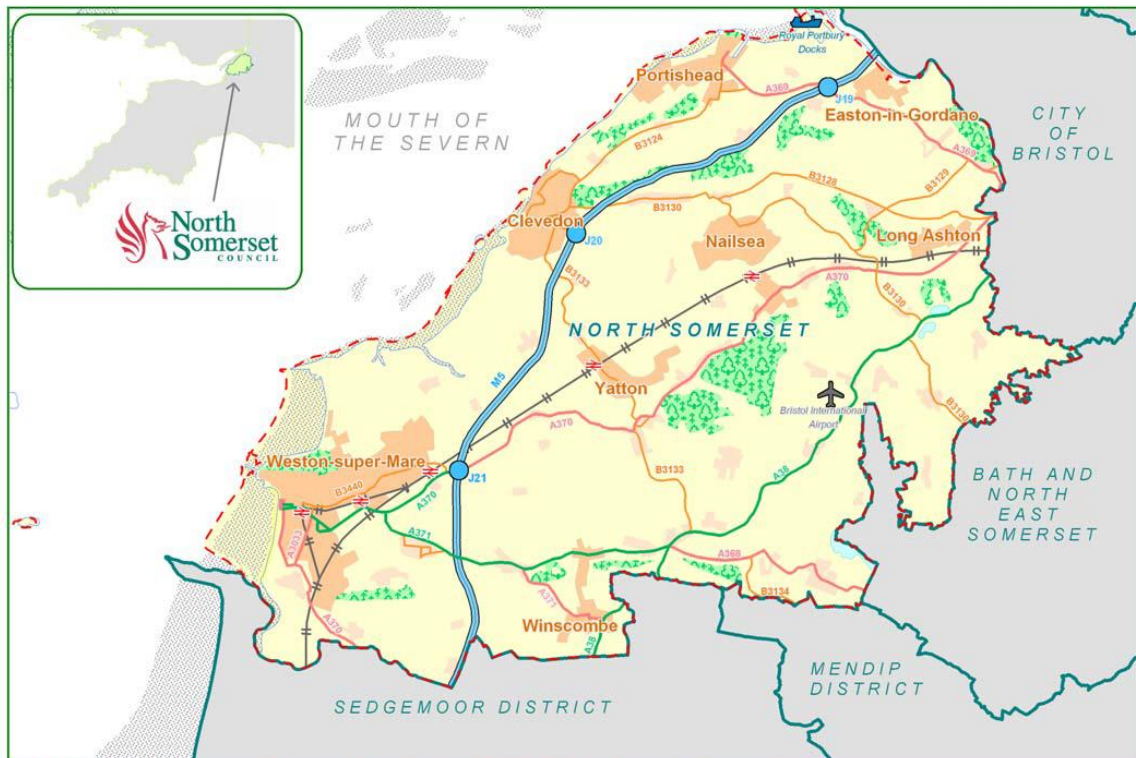 North
Somerset
COUNCIL
MOUTH OF
THE SEVERN
Royal Portbury
Docks
Portishead
A369
J19
Easton-in-Gordano
CITY
OF
BRISTOL
A369
B3124
B3129
B3128
B3130
Clevedon
J20
Nailsea
Long Ashton
A370
B3133
B3130
NORTH SOMERSET
M5
Yatton
Bristol International
Airport
B3130
A370
Weston-super-Mare
J21
B3440
A370
B3133
A38
BATH AND
NORTH
EAST
SOMERSET
A371
A3033
A368
A371
B3134
Winscombe
A38
A370
MENDIP
DISTRICT
SEDGEMOOR DISTRICT